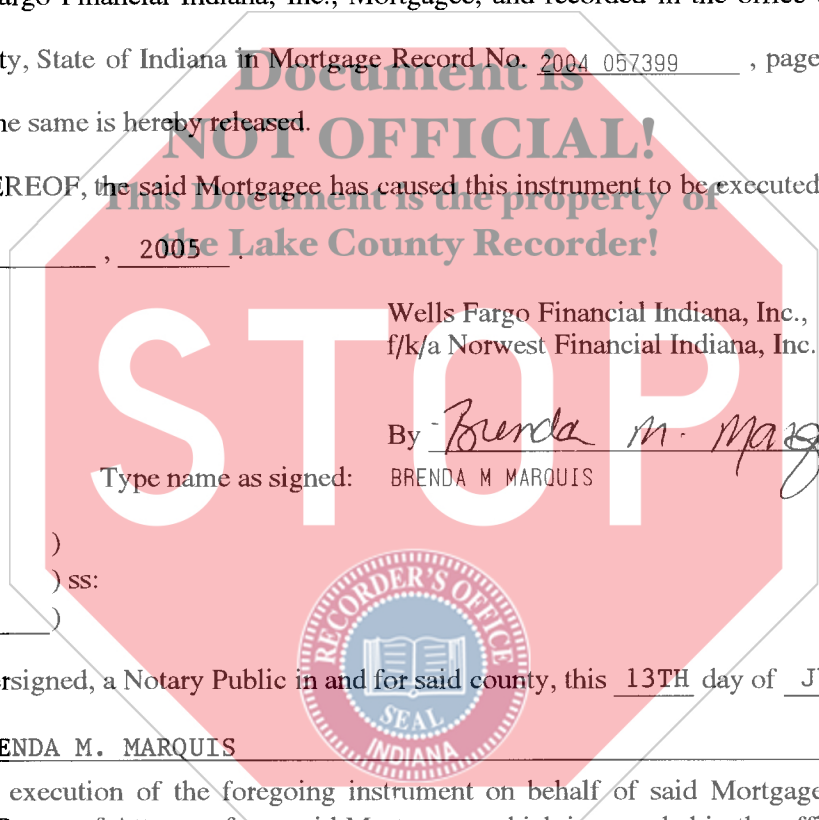 argo Financial Indiana, Inc., Mortgagee, and recorded in the office
ty, State of Indiana in Mortgage Record No. 2004 057399 , page
Document is
he same is hereby released.
NOT OFFICIAL!
EREOF, the said Mortgagee has caused this instrument to be executed
This Document is the property of
the Lake County Recorder!
, 2005 .
Wells Fargo Financial Indiana, Inc.,
f/k/a Norwest Financial Indiana, Inc.
STOP
By Brenda M. Marq
Type name as signed: BRENDA M MARQUIS
)
) ss:
)
RECORDER'S OFFICE
SEAL
INDIANA
rsigned, a Notary Public in and for said county, this 13TH day of J
ENDA M. MARQUIS
execution of the foregoing instrument on behalf of said Mortgage